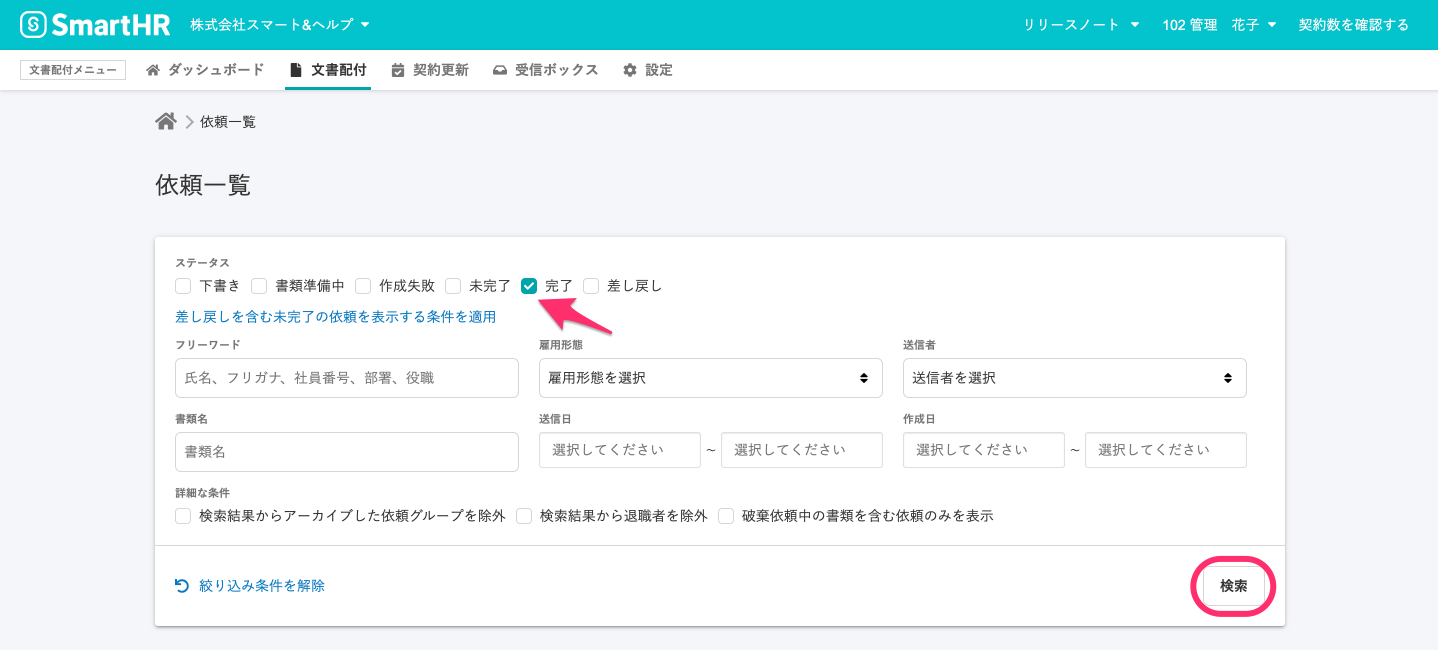 SmartHR 株式会社スマート&ヘルプ リリースノート 102 管理 花子 契約数を確認する
文書配付メニュー ダッシュボード 文書配付 契約更新 受信ボックス 設定
依頼一覧
依頼一覧
ステータス
下書き 書類準備中 作成失敗 未完了 完了 差し戻し
差し戻しを含む未完了の依頼を表示する条件を適用
フリーワード 雇用形態 送信者
氏名、フリガナ、社員番号、部署、役職 雇用形態を選択 送信者を選択
書類名 送信日 作成日
書類名 選択してください ~ 選択してください 選択してください ~ 選択してください
詳細な条件
検索結果からアーカイブした依頼グループを除外 検索結果から退職者を除外 破棄依頼中の書類を含む依頼のみを表示
絞り込み条件を解除 検索